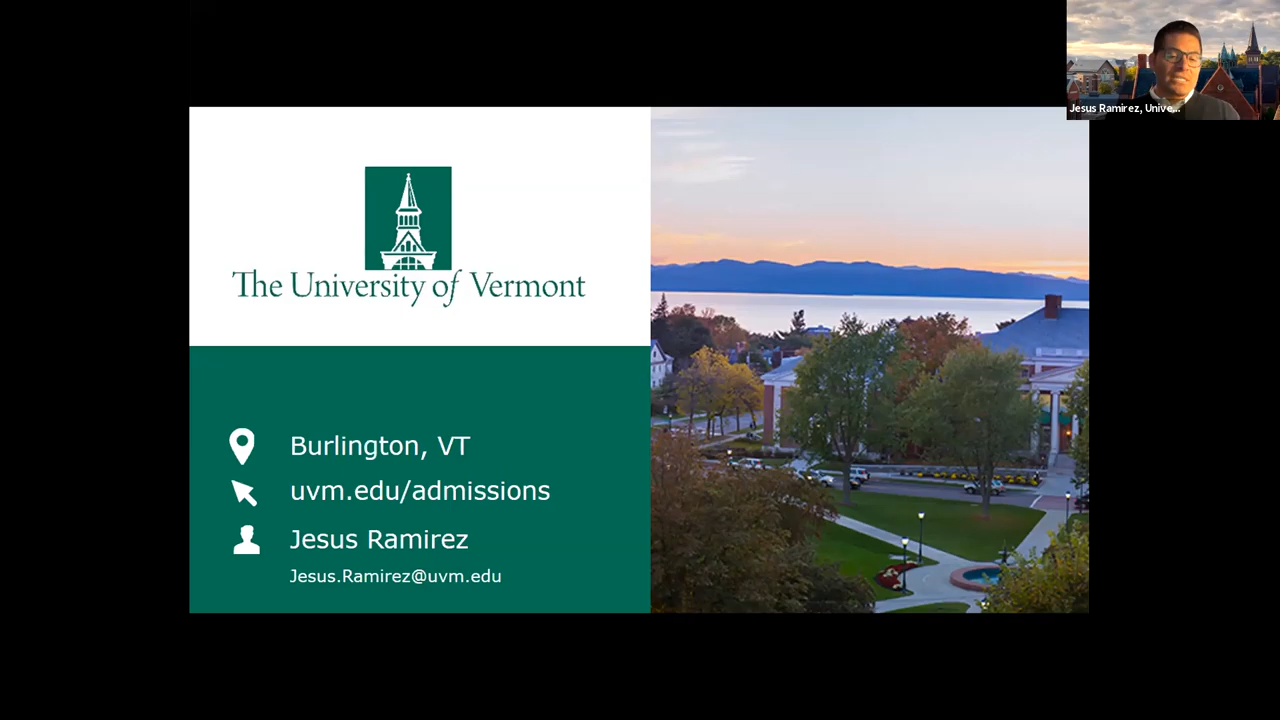 Jesus Ramirez, Unive...
The University of Vermont
Burlington, VT
uvm.edu/admissions
Jesus Ramirez
Jesus.Ramirez@uvm.edu